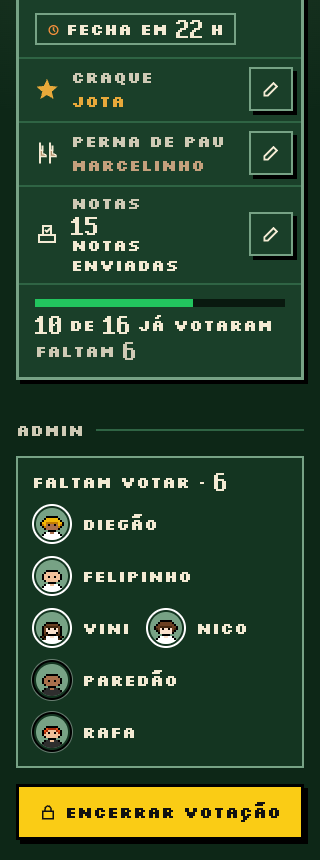 FECHA EM 22 H
CRAQUE
JOTA
PERNA DE PAU
MARCELINHO
NOTAS
15
NOTAS
ENVIADAS
10 DE 16 JÁ VOTARAM
FALTAM 6
ADMIN
FALTAM VOTAR · 6
DIEGÃO
FELIPINHO
VINI NICO
PAREDÃO
RAFA
ENCERRAR VOTAÇÃO